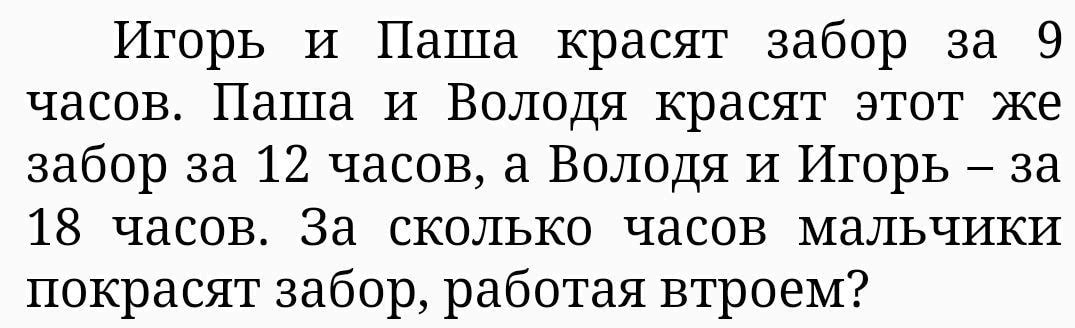 Игорь и Паша красят забор за 9
часов. Паша и Володя красят этот же
забор за 12 часов, а Володя и Игорь – за
18 часов. За сколько часов мальчики
покрасят забор, работая втроем?